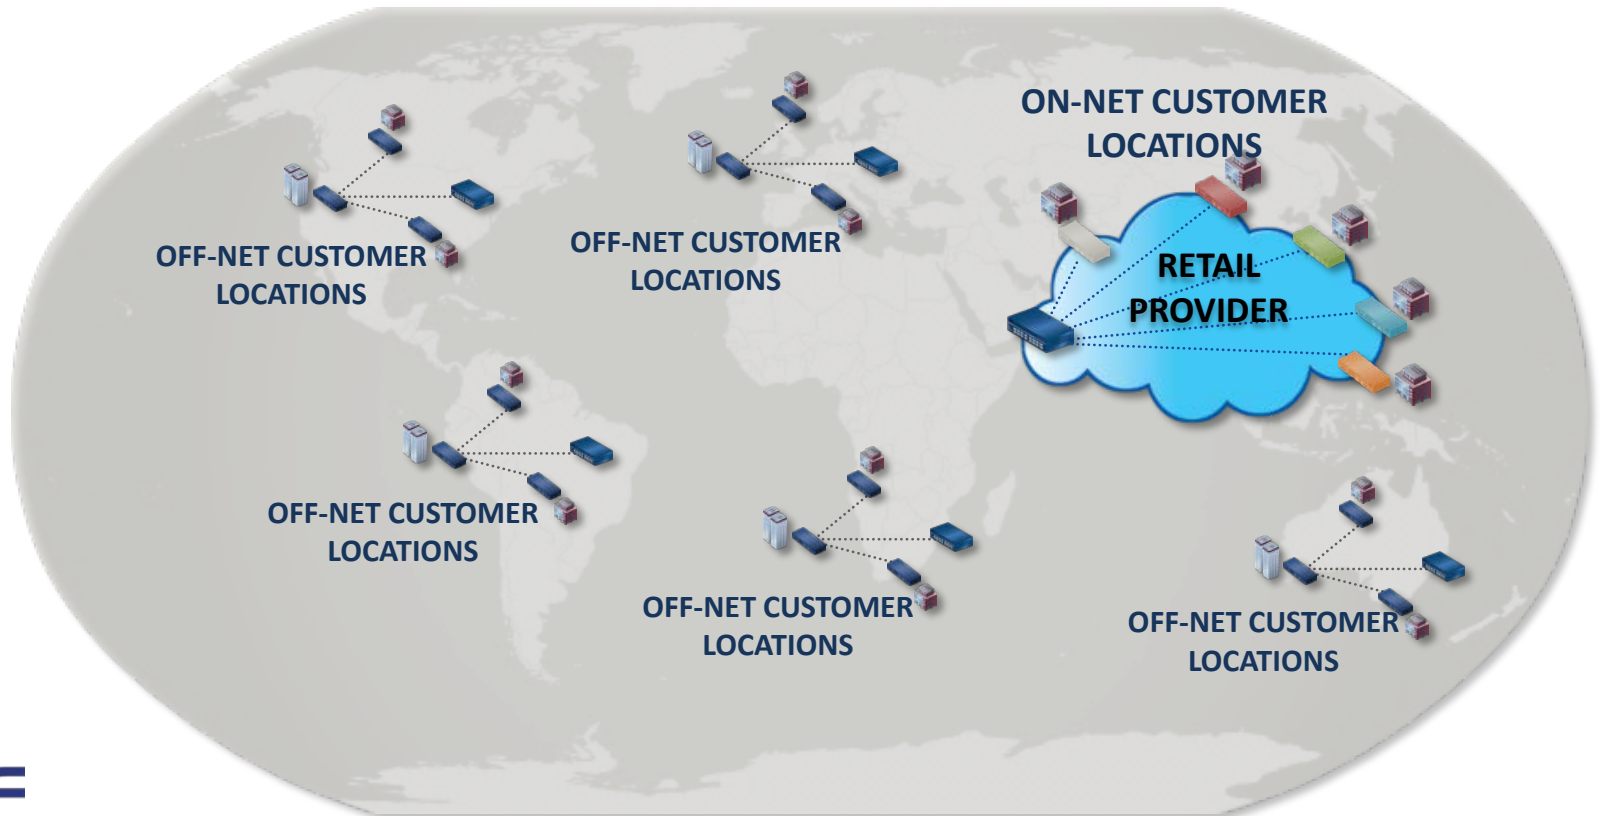 ON-NET CUSTOMER
LOCATIONS
OFF-NET CUSTOMER
LOCATIONS
OFF-NET CUSTOMER
LOCATIONS
RETAIL
PROVIDER
OFF-NET CUSTOMER
LOCATIONS
OFF-NET CUSTOMER
LOCATIONS
OFF-NET CUSTOMER
LOCATIONS